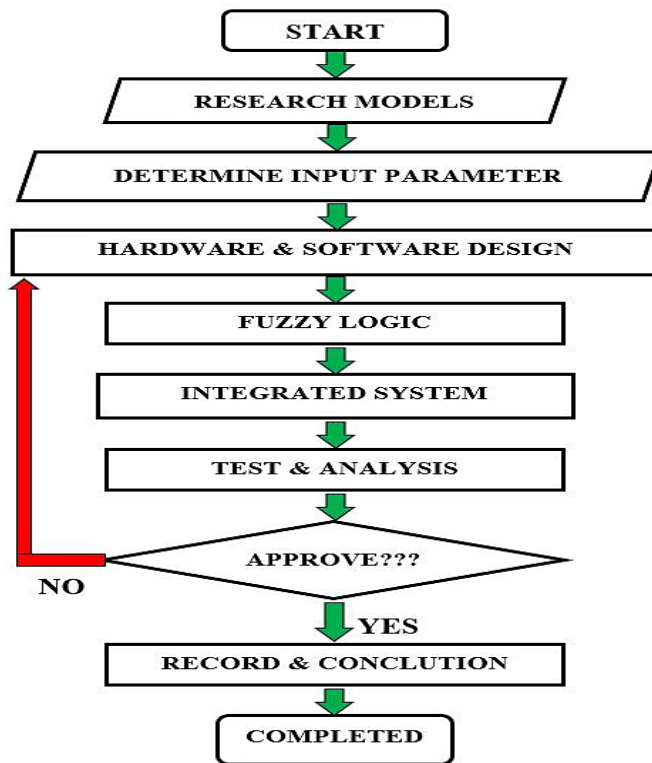 START
RESEARCH MODELS
DETERMINE INPUT PARAMETER
HARDWARE & SOFTWARE DESIGN
FUZZY LOGIC
INTEGRATED SYSTEM
TEST & ANALYSIS
APPROVE???
NO
YES
RECORD & CONCLUTION
COMPLETED